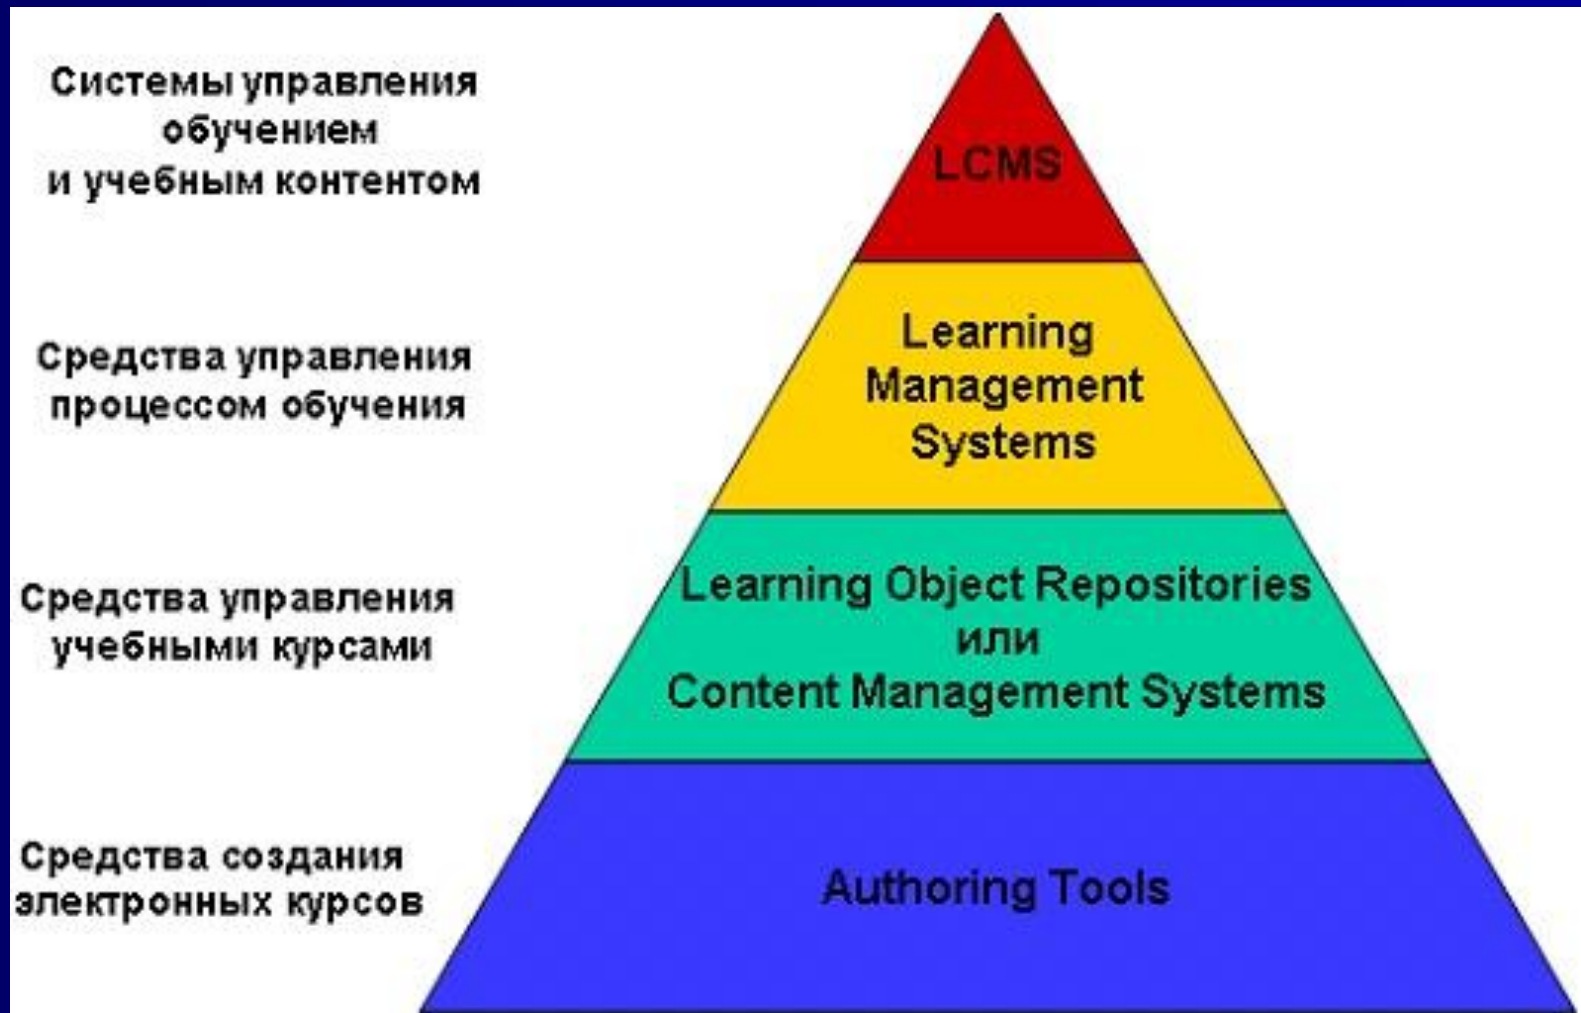 Системы управления
обучением
и учебным контентом
LCMS
Средства управления
процессом обучения
Learning
Management
Systems
Средства управления
учебными курсами
Learning Object Repositories
или
Content Management Systems
Средства создания
электронных курсов
Authoring Tools